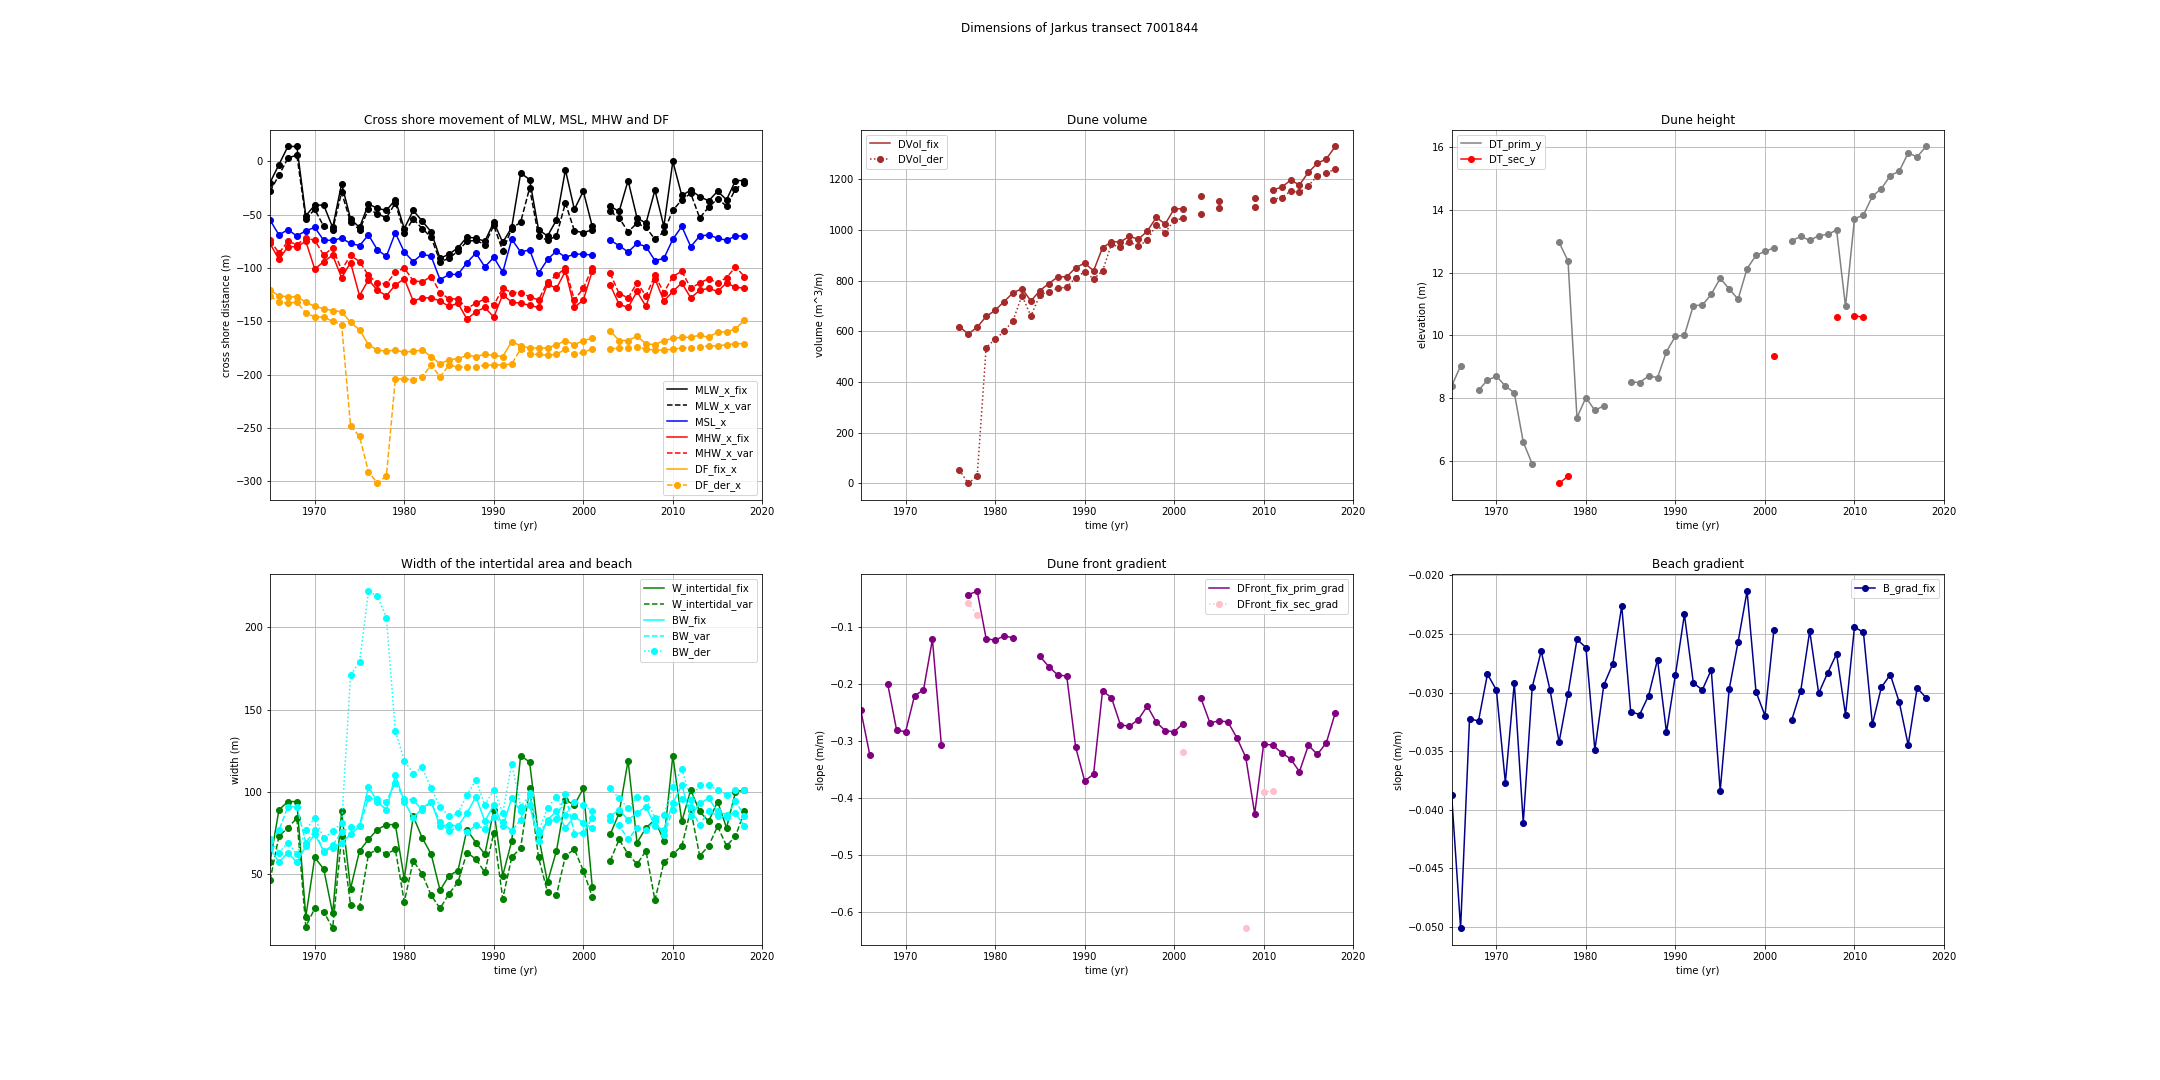 Dimensions of Jarkus transect 7001844
Cross shore movement of MLW, MSL, MHW and DF
cross shore distance (m)
0
−50
−100
−150
−200
−250
−300
1970
1980
1990
2000
2010
2020
time (yr)
MLW_x_fix
MLW_x_var
MSL_x
MHW_x_fix
MHW_x_var
DF_fix_x
DF_der_x
Dune volume
volume (m^3/m)
1200
1000
800
600
400
200
0
1970
1980
1990
2000
2010
2020
time (yr)
DVol_fix
DVol_der
Dune height
elevation (m)
16
14
12
10
8
6
1970
1980
1990
2000
2010
2020
time (yr)
DT_prim_y
DT_sec_y
Width of the intertidal area and beach
width (m)
200
150
100
50
1970
1980
1990
2000
2010
2020
time (yr)
W_intertidal_fix
W_intertidal_var
BW_fix
BW_var
BW_der
Dune front gradient
slope (m/m)
−0.1
−0.2
−0.3
−0.4
−0.5
−0.6
1970
1980
1990
2000
2010
2020
time (yr)
DFront_fix_prim_grad
DFront_fix_sec_grad
Beach gradient
slope (m/m)
−0.020
−0.025
−0.030
−0.035
−0.040
−0.045
−0.050
1970
1980
1990
2000
2010
2020
time (yr)
B_grad_fix